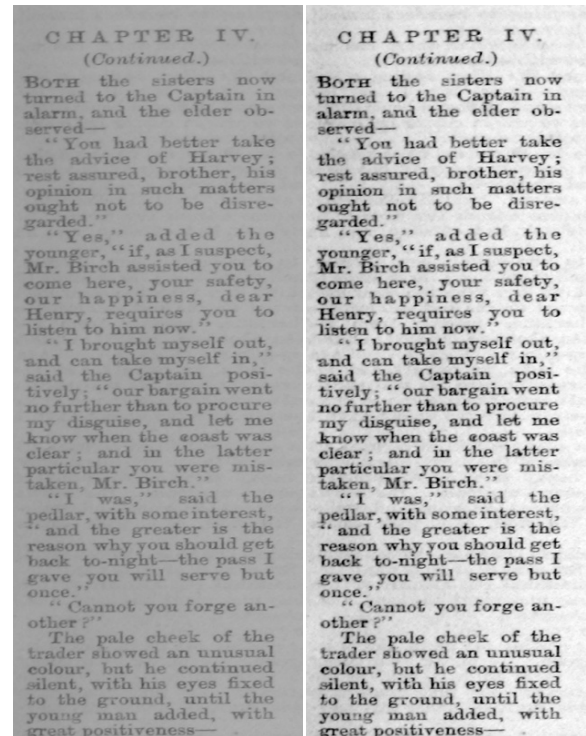 CHAPTER IV.
(Continued.)
BOTH the sisters now
turned to the Captain in
alarm, and the elder ob-
served—
"You had better take
the advice of Harvey;
rest assured, brother, his
opinion in such matters
ought not to be disre-
garded."
"Yes," added the
younger, "if, as I suspect,
Mr. Birch assisted you to
come here, your safety,
our happiness, dear
Henry, requires you to
listen to him now."
"I brought myself out,
and can take myself in,"
said the Captain posi-
tively; "our bargain went
no further than to procure
my disguise, and let me
know when the coast was
clear; and in the latter
particular you were mis-
taken, Mr. Birch."
"I was," said the
pedlar, with some interest,
"and the greater is the
reason why you should get
back to-night—the pass I
gave you will serve but
once."
"Cannot you forge an-
other?"
The pale cheek of the
trader showed an unusual
colour, but he continued
silent, with his eyes fixed
to the ground, until the
young man added, with
great positiveness—
CHAPTER IV.
(Continued.)
BOTH the sisters now
turned to the Captain in
alarm, and the elder ob-
served—
"You had better take
the advice of Harvey;
rest assured, brother, his
opinion in such matters
ought not to be disre-
garded."
"Yes," added the
younger, "if, as I suspect,
Mr. Birch assisted you to
come here, your safety,
our happiness, dear
Henry, requires you to
listen to him now."
"I brought myself out,
and can take myself in,"
said the Captain posi-
tively; "our bargain went
no further than to procure
my disguise, and let me
know when the coast was
clear; and in the latter
particular you were mis-
taken, Mr. Birch."
"I was," said the
pedlar, with some interest,
"and the greater is the
reason why you should get
back to-night—the pass I
gave you will serve but
once."
"Cannot you forge an-
other?"
The pale cheek of the
trader showed an unusual
colour, but he continued
silent, with his eyes fixed
to the ground, until the
young man added, with
great positiveness—